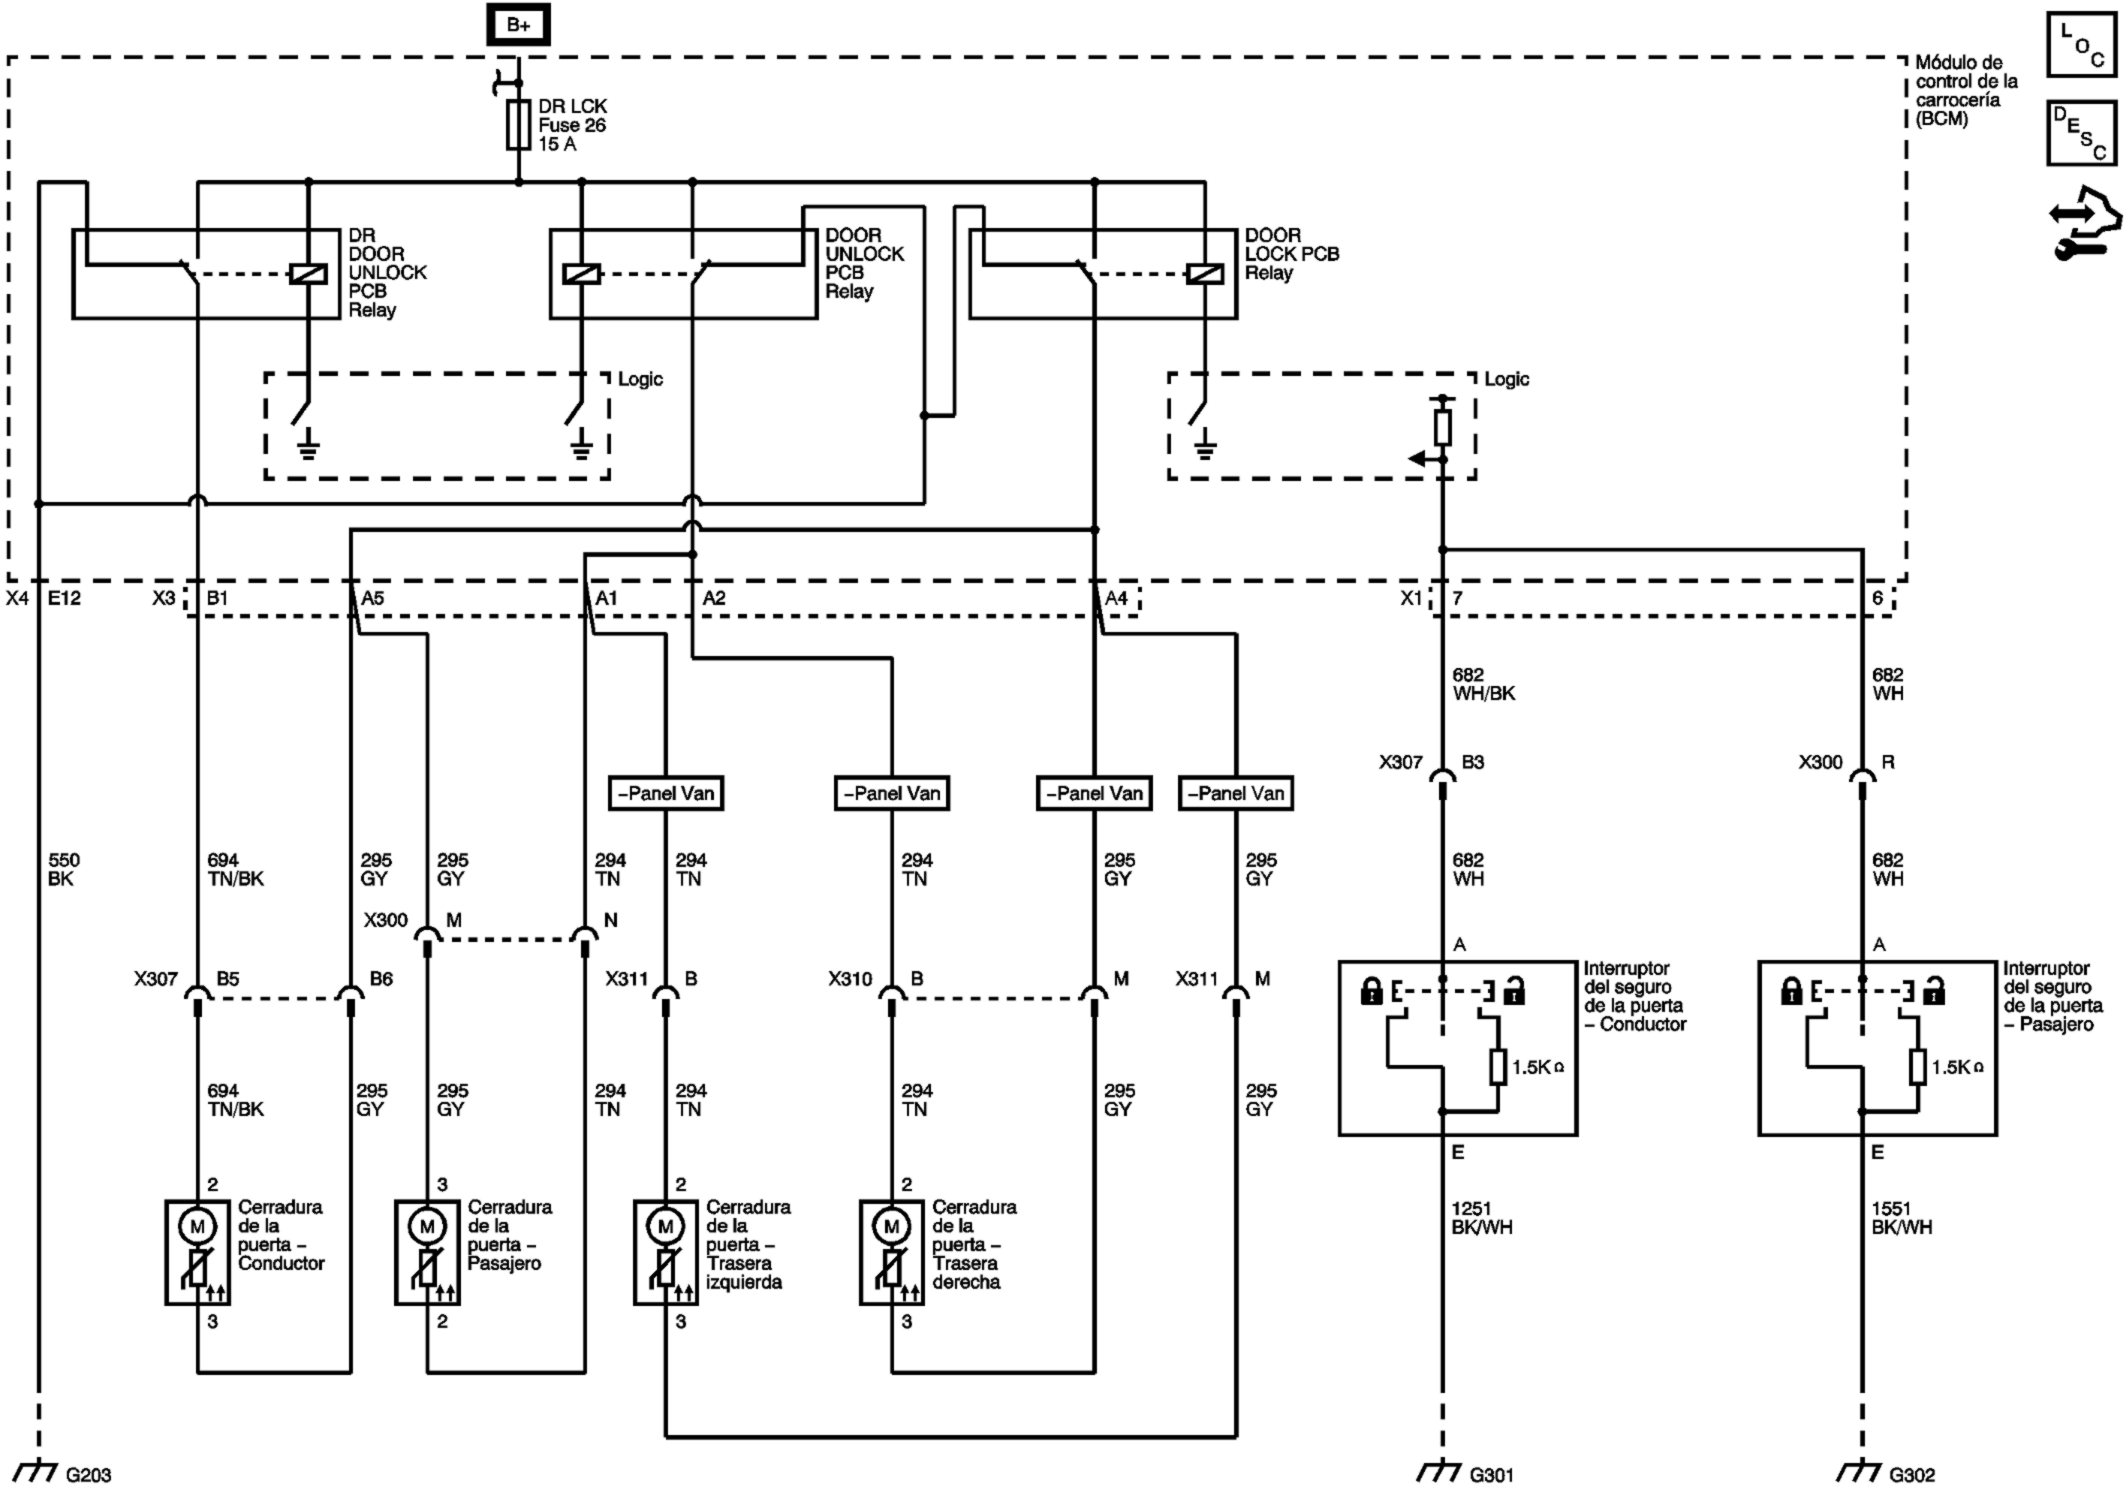 B+
L
O
C
D
E
S
C
Módulo de
control de la
carrocería
(BCM)
DR LCK
Fuse 26
15 A
DR
DOOR
UNLOCK
PCB
Relay
DOOR
UNLOCK
PCB
Relay
DOOR
LOCK PCB
Relay
Logic
Logic
X4
E12
X3
B1
A5
A1
A2
A4
X1
7
6
682
WH/BK
682
WH
X307
B3
X300
R
–Panel Van
–Panel Van
–Panel Van
–Panel Van
550
BK
694
TN/BK
295
GY
295
GY
294
TN
294
TN
294
TN
295
GY
295
GY
682
WH
682
WH
X300
M
N
A
A
X307
B5
B6
X311
B
X310
B
M
X311
M
Interruptor
del seguro
de la puerta
– Conductor
Interruptor
del seguro
de la puerta
– Pasajero
1.5KΩ
1.5KΩ
694
TN/BK
295
GY
295
GY
294
TN
294
TN
294
TN
295
GY
295
GY
E
E
2
3
2
2
1251
BK/WH
1551
BK/WH
M
Cerradura
de la
puerta –
Conductor
M
Cerradura
de la
puerta –
Pasajero
M
Cerradura
de la
puerta –
Trasera
izquierda
M
Cerradura
de la
puerta –
Trasera
derecha
3
2
3
3
G203
G301
G302